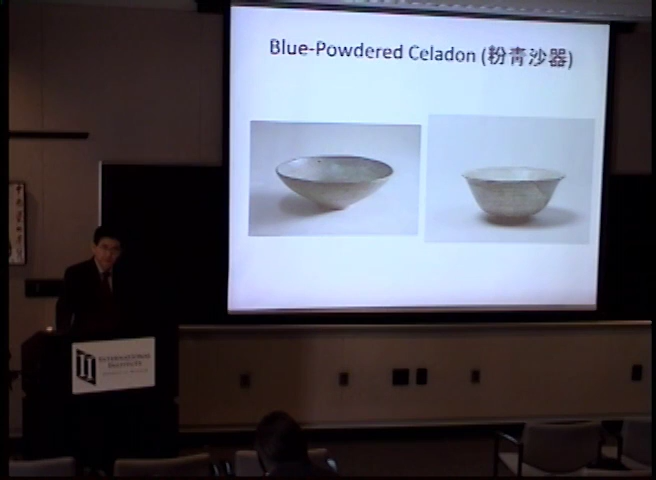 Blue-Powdered Celadon (粉青沙器)
INTERNATIONAL
INSTITUTE